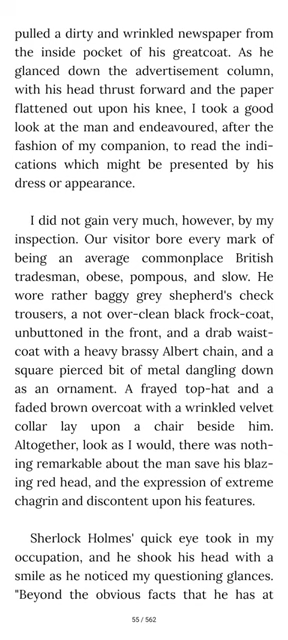 pulled a dirty and wrinkled newspaper from
the inside pocket of his greatcoat. As he
glanced down the advertisement column,
with his head thrust forward and the paper
flattened out upon his knee, I took a good
look at the man and endeavoured, after the
fashion of my companion, to read the indi-
cations which might be presented by his
dress or appearance.
I did not gain very much, however, by my
inspection. Our visitor bore every mark of
being an average commonplace British
tradesman, obese, pompous, and slow. He
wore rather baggy grey shepherd's check
trousers, a not over-clean black frock-coat,
unbuttoned in the front, and a drab waist-
coat with a heavy brassy Albert chain, and a
square pierced bit of metal dangling down
as an ornament. A frayed top-hat and a
faded brown overcoat with a wrinkled velvet
collar lay upon a chair beside him.
Altogether, look as I would, there was noth-
ing remarkable about the man save his blaz-
ing red head, and the expression of extreme
chagrin and discontent upon his features.
Sherlock Holmes' quick eye took in my
occupation, and he shook his head with a
smile as he noticed my questioning glances.
"Beyond the obvious facts that he has at
55 / 562